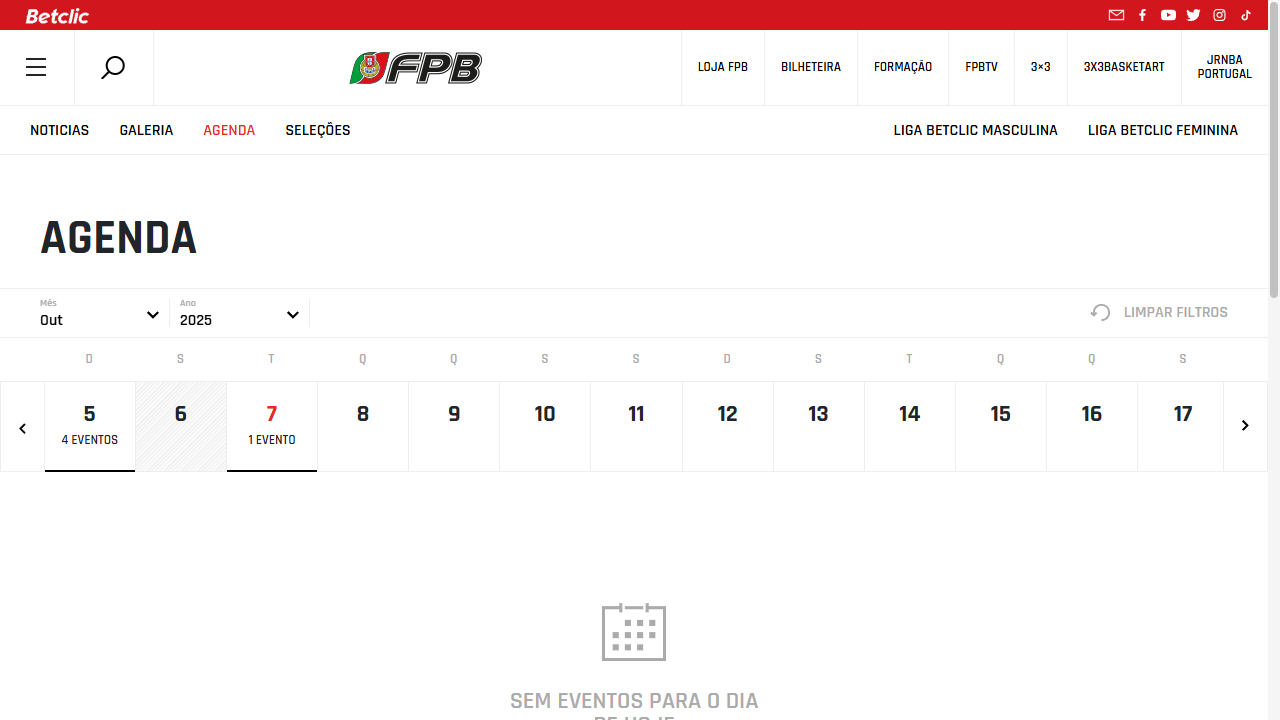 Betclic
FPB
LOJA FPB
BILHETEIRA
FORMAÇÃO
FPBTV
3×3
3X3BASKETART
JRNBA
PORTUGAL
NOTICIAS
GALERIA
AGENDA
SELEÇÕES
LIGA BETCLIC MASCULINA
LIGA BETCLIC FEMININA
AGENDA
Mês
Out
Ano
2025
LIMPAR FILTROS
D S T Q Q S S D S T Q Q S
5 6 7 8 9 10 11 12 13 14 15 16 17
4 EVENTOS 1 EVENTO
SEM EVENTOS PARA O DIA
DE HOJE